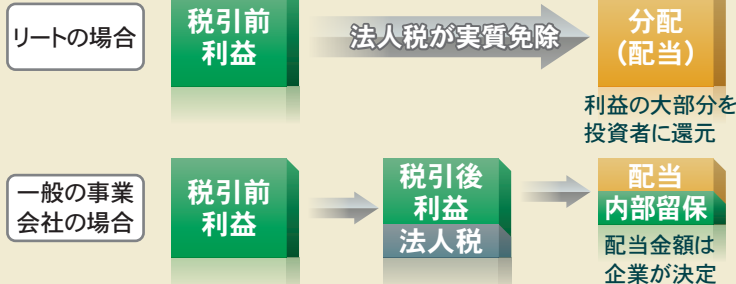 リートの場合
税引前
利益
法人税が実質免除
分配
（配当）
利益の大部分を
投資者に還元
一般の事業
会社の場合
税引前
利益
税引後
利益
法人税
配当
内部留保
配当金額は
企業が決定